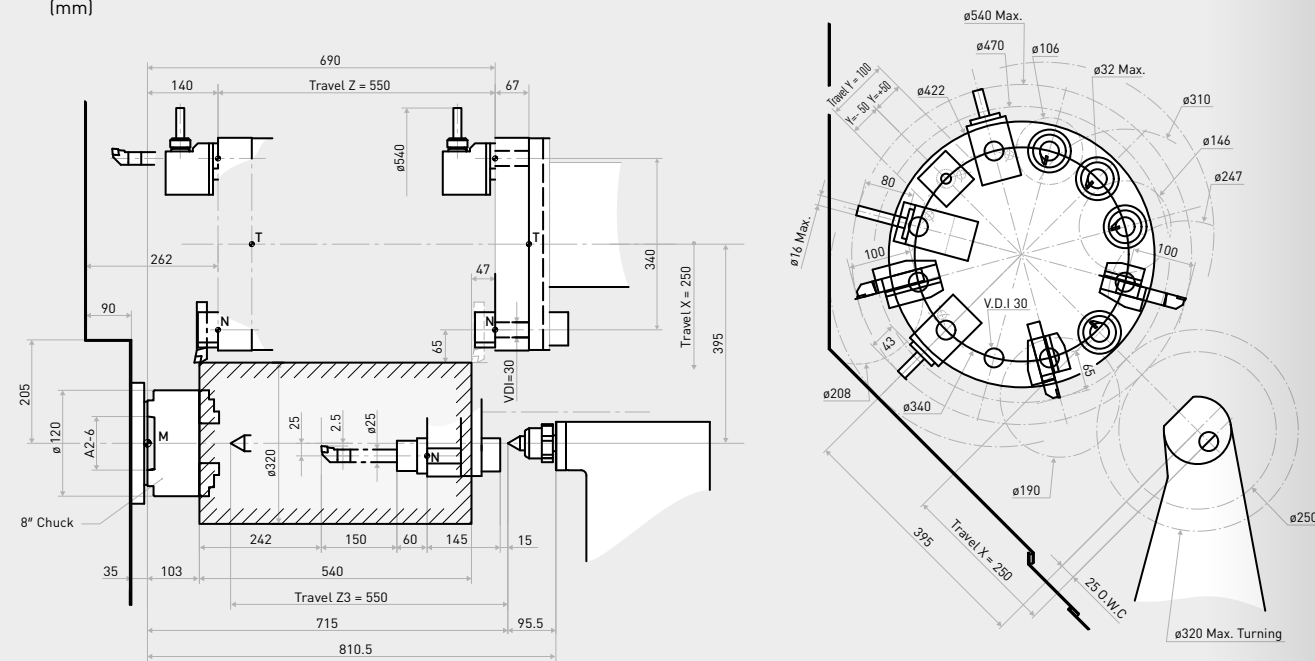 (mm)
690
140
Travel Z = 550
67
ø540
T
T
262
47
340
Travel X = 250
395
90
N
N
65
VDI=30
205
ø120
A2-6
M
25
2.5
ø25
ø320
N
8″ Chuck
242
150
60
145
15
35
103
540
Travel Z3 = 550
715
95.5
810.5
ø540 Max.
ø470
ø106
ø32 Max.
Travel Y = 100
Y=- 50 Y=+50
ø422
ø310
ø146
ø247
80
ø16 Max.
100
100
V.D.I 30
43
65
ø208
ø340
ø190
ø250
395
Travel X = 250
25 O.W.C
ø320 Max. Turning